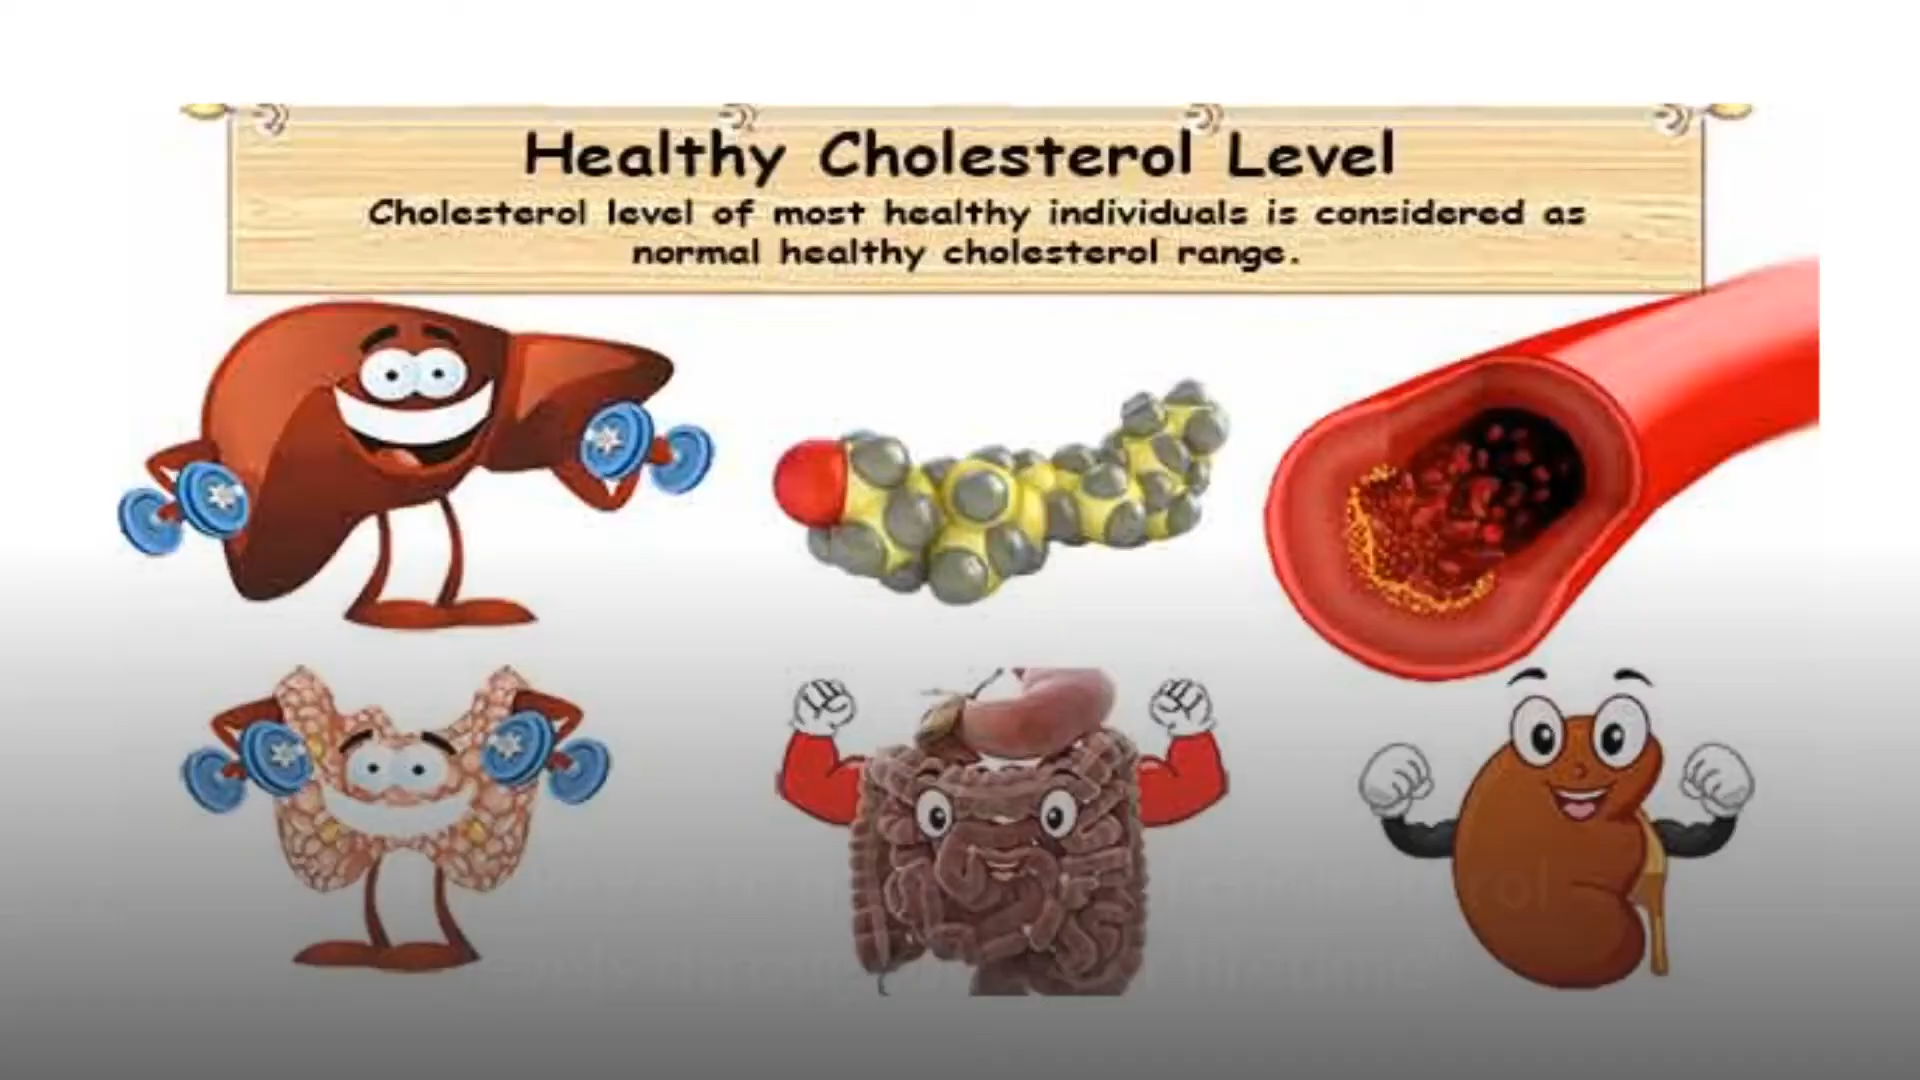 Healthy Cholesterol Level
Cholesterol level of most healthy individuals is considered as
normal healthy cholesterol range.